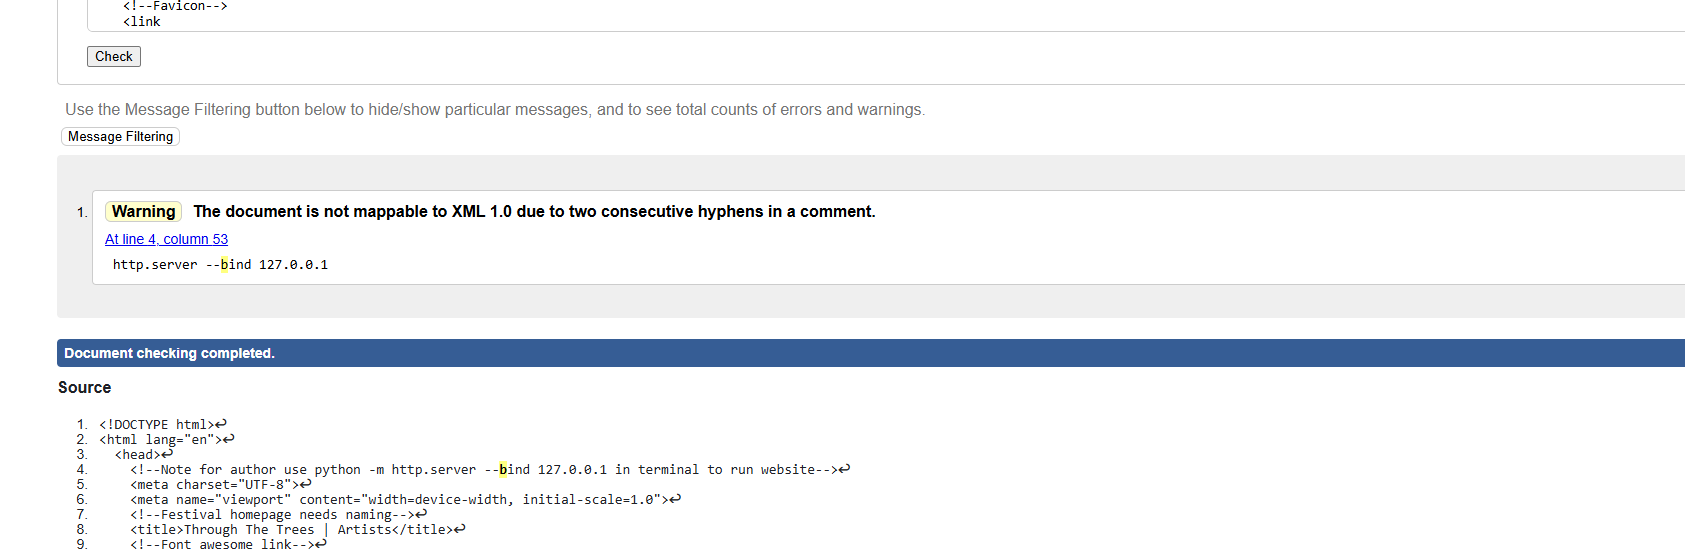 <!--Favicon-->
<link
Check
Use the Message Filtering button below to hide/show particular messages, and to see total counts of errors and warnings.
Message Filtering
1. Warning The document is not mappable to XML 1.0 due to two consecutive hyphens in a comment.
At line 4, column 53
http.server --bind 127.0.0.1
Document checking completed.
Source
1. <!DOCTYPE html>↩
2. <html lang="en">↩
3. <head>↩
4. <!--Note for author use python -m http.server --bind 127.0.0.1 in terminal to run website-->↩
5. <meta charset="UTF-8">↩
6. <meta name="viewport" content="width=device-width, initial-scale=1.0">↩
7. <!--Festival homepage needs naming-->↩
8. <title>Through The Trees | Artists</title>↩
9. <!--Font awesome link-->↩